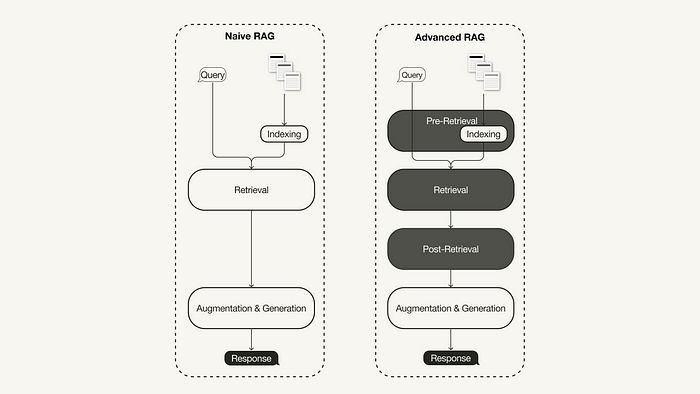 Naive RAG
Query
Indexing
Retrieval
Augmentation & Generation
Response
Advanced RAG
Query
Pre-Retrieval
Indexing
Retrieval
Post-Retrieval
Augmentation & Generation
Response